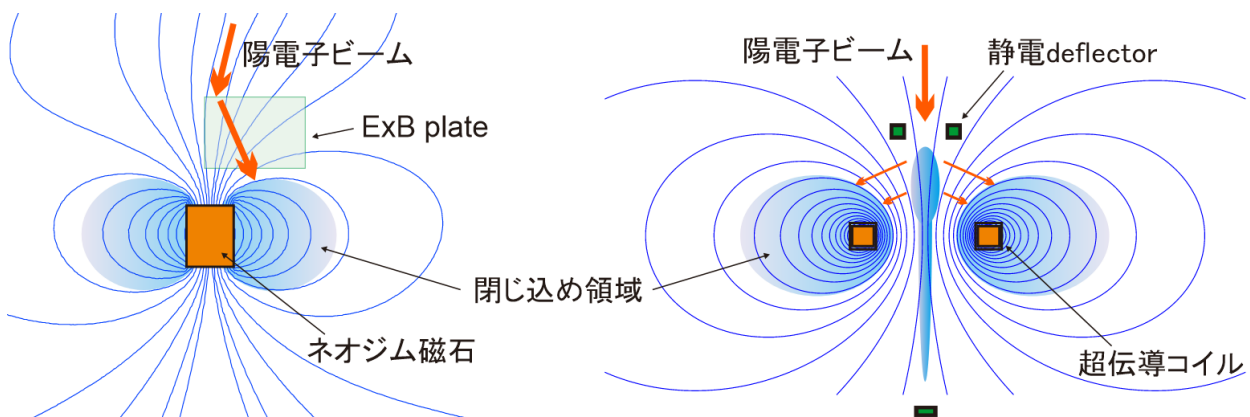 陽電子ビーム
ExB plate
ネオジム磁石
閉じ込め領域
陽電子ビーム
静電deflector
超伝導コイル